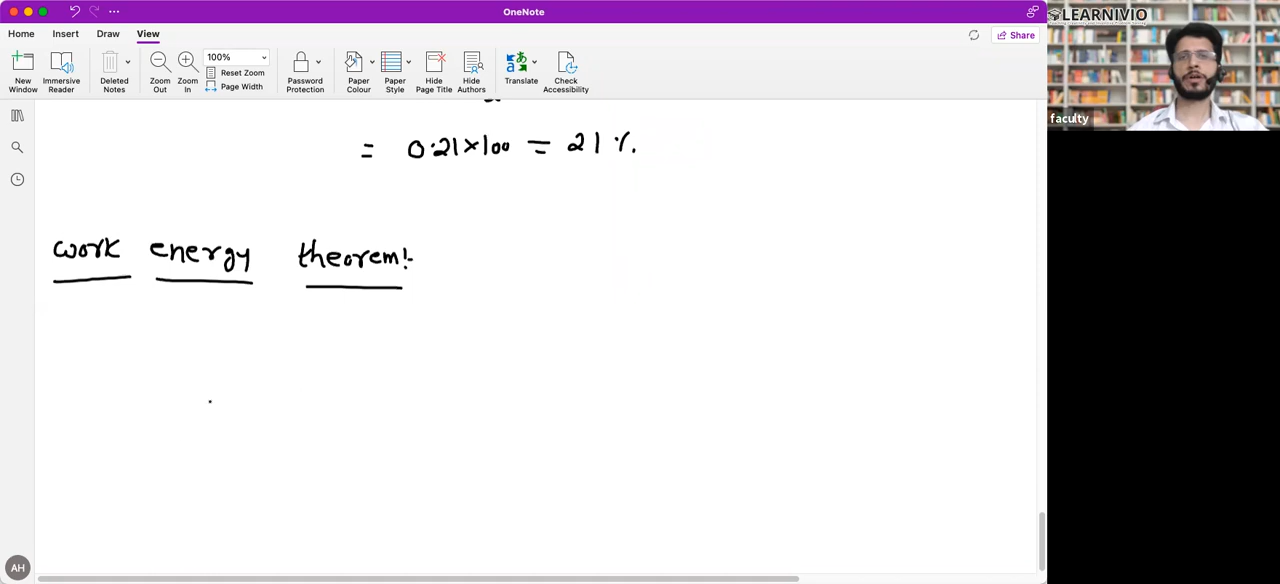 OneNote
Home Insert Draw View
Share
100%
Reset Zoom
Page Width
New Window
Immersive Reader
Deleted Notes
Zoom Out
Zoom In
Password Protection
Paper Colour
Paper Style
Hide Page Title
Hide Authors
Translate
Check Accessibility
= 0.21×100 = 21 %.
work energy theorem:-
AH
LEARNIVIO
faculty